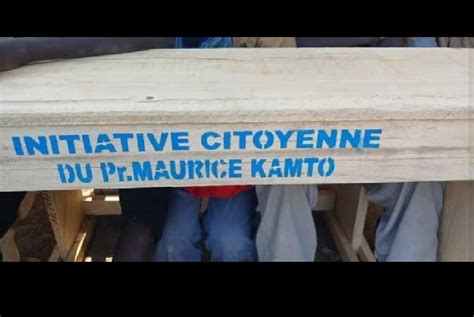 INITIATIVE CITOYENNE
DU Pr.MAURICE KAMTO